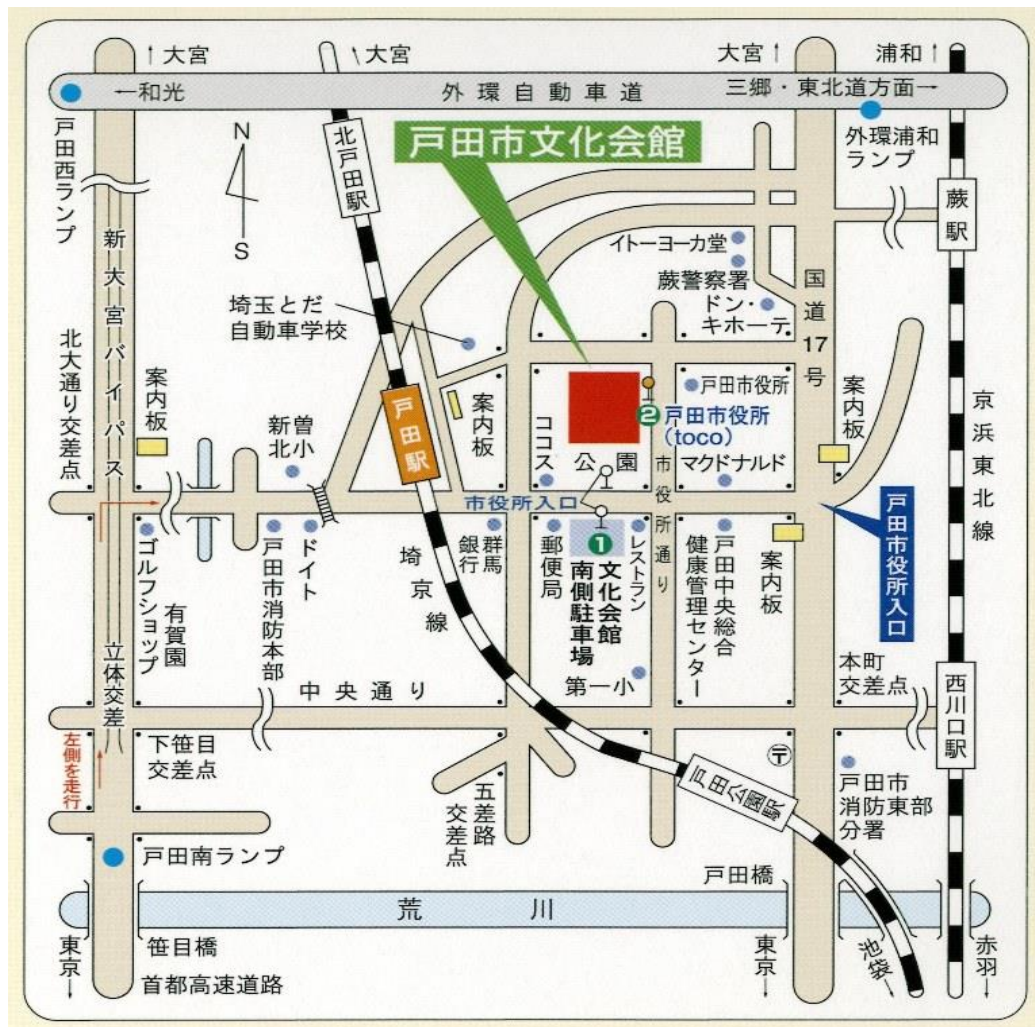 ↑大宮
↑大宮
大宮↑
浦和↑
←和光
外環自動車道
三郷・東北道方面→
戸田西ランプ
外環浦和
ランプ
N
S
北戸田駅
戸田市文化会館
蕨駅
新大宮バイパス
イトーヨーカ堂
蕨警察署
ドン・
キホーテ
国道17号
埼玉とだ
自動車学校
北大通り交差点
案内板
新曽
北小
戸田駅
案内板
ココス
公園
戸田市役所
❷戸田市役所
(toco)
マクドナルド
案内板
京浜東北線
市役所入口
市役所通り
ゴルフショップ
有賀園
戸田市消防本部
ドイト
埼京線
群馬
銀行
郵便局
❶
文化会館
南側駐車場
レストラン
戸田中央総合
健康管理センター
案内板
戸田市役所入口
立体交差
中央通り
第一小
本町
交差点
西川口駅
左側を走行
下笹目
交差点
五差路
交差点
〒
戸田公園駅
戸田市
消防東部
分署
戸田南ランプ
戸田橋
荒川
東京→
笹目橋
首都高速道路
東京→
池袋→
赤羽→